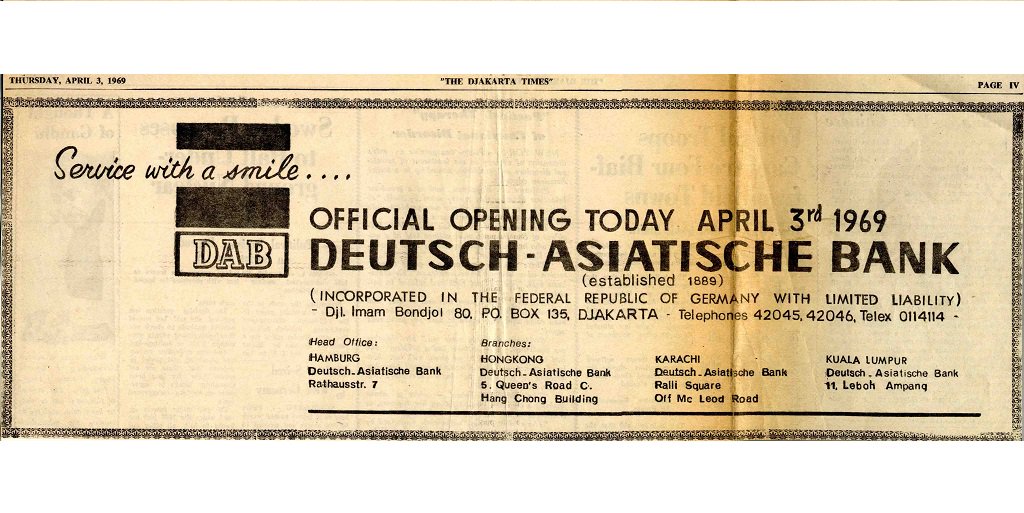 THURSDAY, APRIL 3, 1969
"THE DJAKARTA TIMES"
PAGE IV
Service with a smile....
DAB
OFFICIAL OPENING TODAY APRIL 3rd 1969
DEUTSCH-ASIATISCHE BANK
(established 1889)
(INCORPORATED IN THE FEDERAL REPUBLIC OF GERMANY WITH LIMITED LIABILITY)
- Djl. Imam Bondjol 80, P.O. BOX 135, DJAKARTA - Telephones 42045, 42046, Telex 0114114 -
Head Office:
HAMBURG
Deutsch-Asiatische Bank
Rathausstr. 7
Branches:
HONGKONG
Deutsch-Asiatische Bank
5, Queen's Road C.
Hang Chong Building
KARACHI
Deutsch-Asiatische Bank
Ralli Square
Off Mc Leod Road
KUALA LUMPUR
Deutsch-Asiatische Bank
11, Leboh Ampang